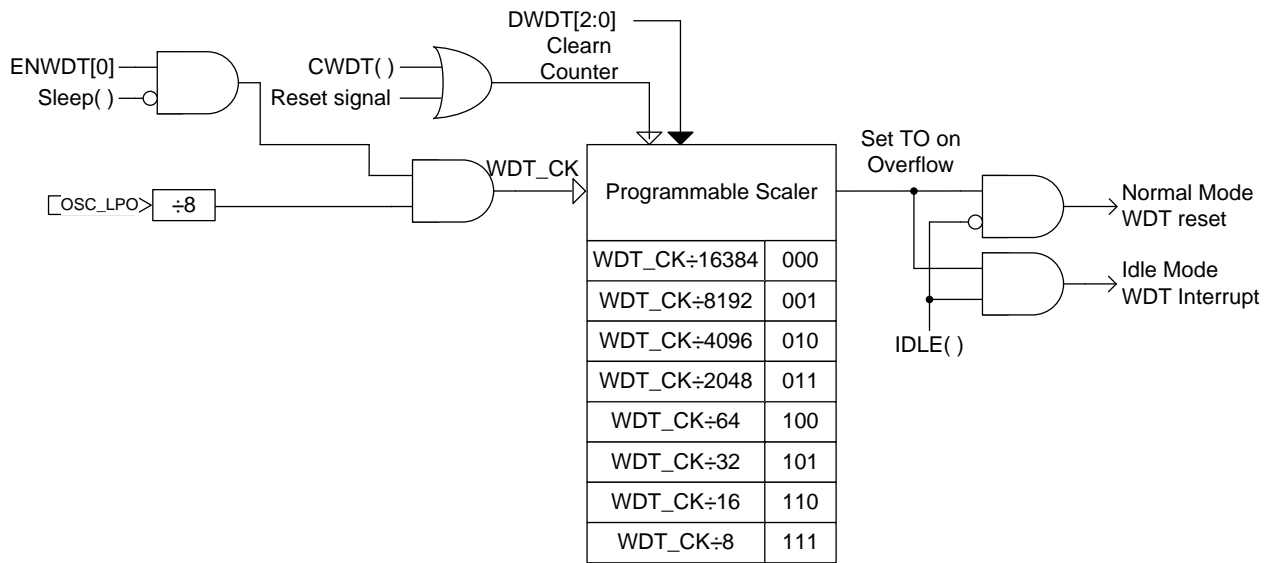 DWDT[2:0]
Clearn
Counter
ENWDT[0]
Sleep( )
CWDT( )
Reset signal
OSC_LPO
÷8
WDT_CK
Programmable Scaler
WDT_CK÷16384 000
WDT_CK÷8192 001
WDT_CK÷4096 010
WDT_CK÷2048 011
WDT_CK÷64 100
WDT_CK÷32 101
WDT_CK÷16 110
WDT_CK÷8 111
Set TO on
Overflow
Normal Mode
WDT reset
Idle Mode
WDT Interrupt
IDLE( )